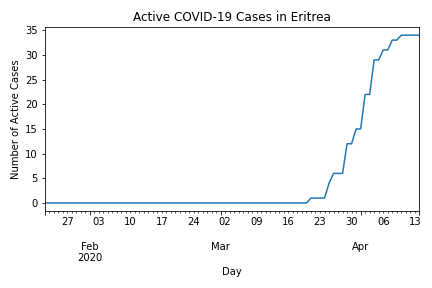 Active COVID-19 Cases in Eritrea
35
30
25
20
15
10
5
0
Number of Active Cases
27 03 10 17 24 02 09 16 23 30 06 13
Feb Mar Apr
2020
Day